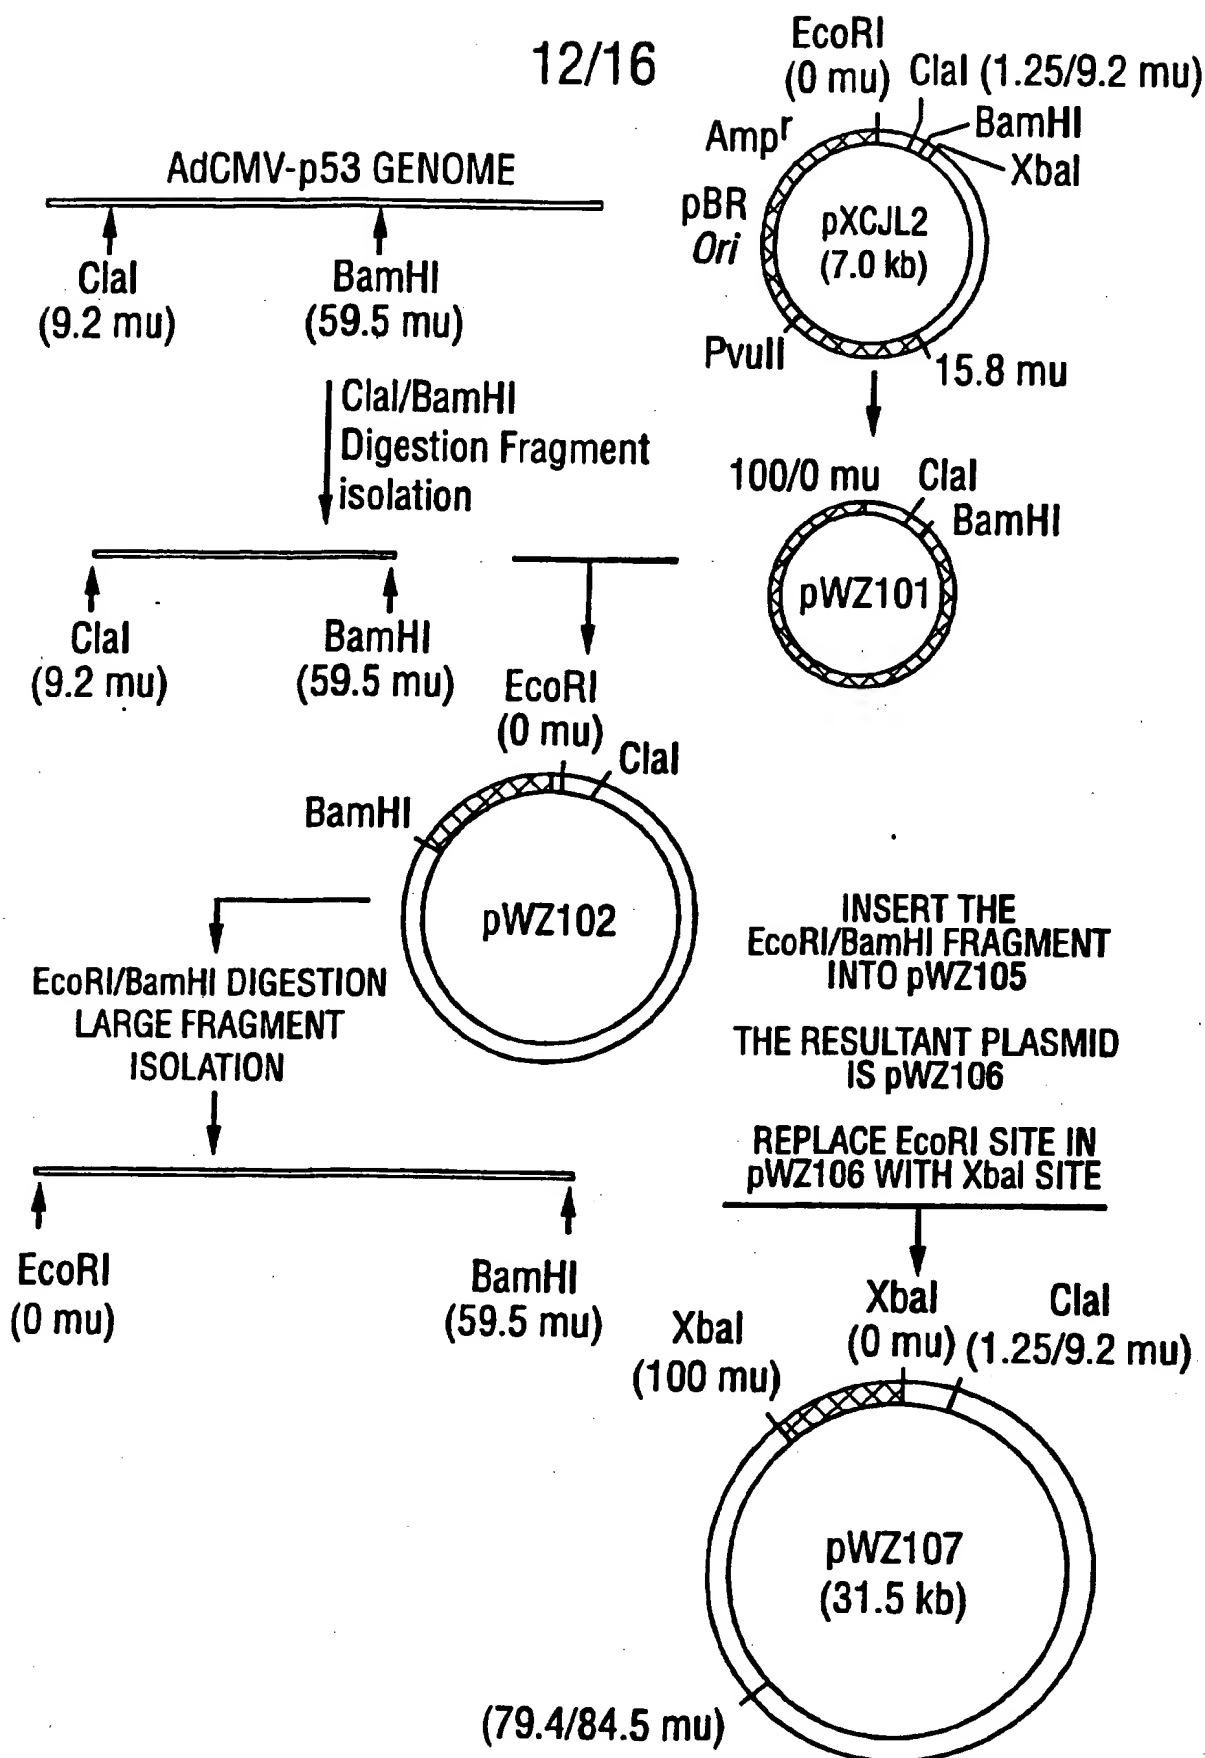 12/16
EcoRI
(0 mu)
ClaI (1.25/9.2 mu)
BamHI
XbaI
Ampr
pBR
Ori
pXCJL2
(7.0 kb)
PvuII
15.8 mu
AdCMV-p53 GENOME
ClaI
(9.2 mu)
BamHI
(59.5 mu)
ClaI/BamHI
Digestion Fragment
isolation
100/0 mu
ClaI
BamHI
pWZ101
ClaI
(9.2 mu)
BamHI
(59.5 mu)
EcoRI
(0 mu)
ClaI
BamHI
pWZ102
EcoRI/BamHI DIGESTION
LARGE FRAGMENT
ISOLATION
INSERT THE
EcoRI/BamHI FRAGMENT
INTO pWZ105
THE RESULTANT PLASMID
IS pWZ106
REPLACE EcoRI SITE IN
pWZ106 WITH XbaI SITE
EcoRI
(0 mu)
BamHI
(59.5 mu)
XbaI
(100 mu)
XbaI
(0 mu)
ClaI
(1.25/9.2 mu)
pWZ107
(31.5 kb)
(79.4/84.5 mu)